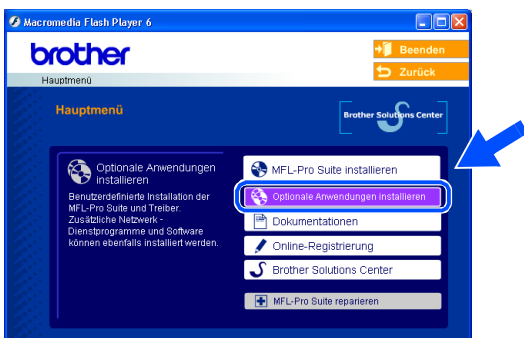 Macromedia Flash Player 6
brother
Beenden
Zurück
Hauptmenü
Hauptmenü
Brother Solutions Center
Optionale Anwendungen
installieren
Benutzerdefinierte Installation der
MFL-Pro Suite und Treiber.
Zusätzliche Netzwerk -
Dienstprogramme und Software
können ebenfalls installiert werden.
MFL-Pro Suite installieren
Optionale Anwendungen installieren
Dokumentationen
Online-Registrierung
Brother Solutions Center
MFL-Pro Suite reparieren